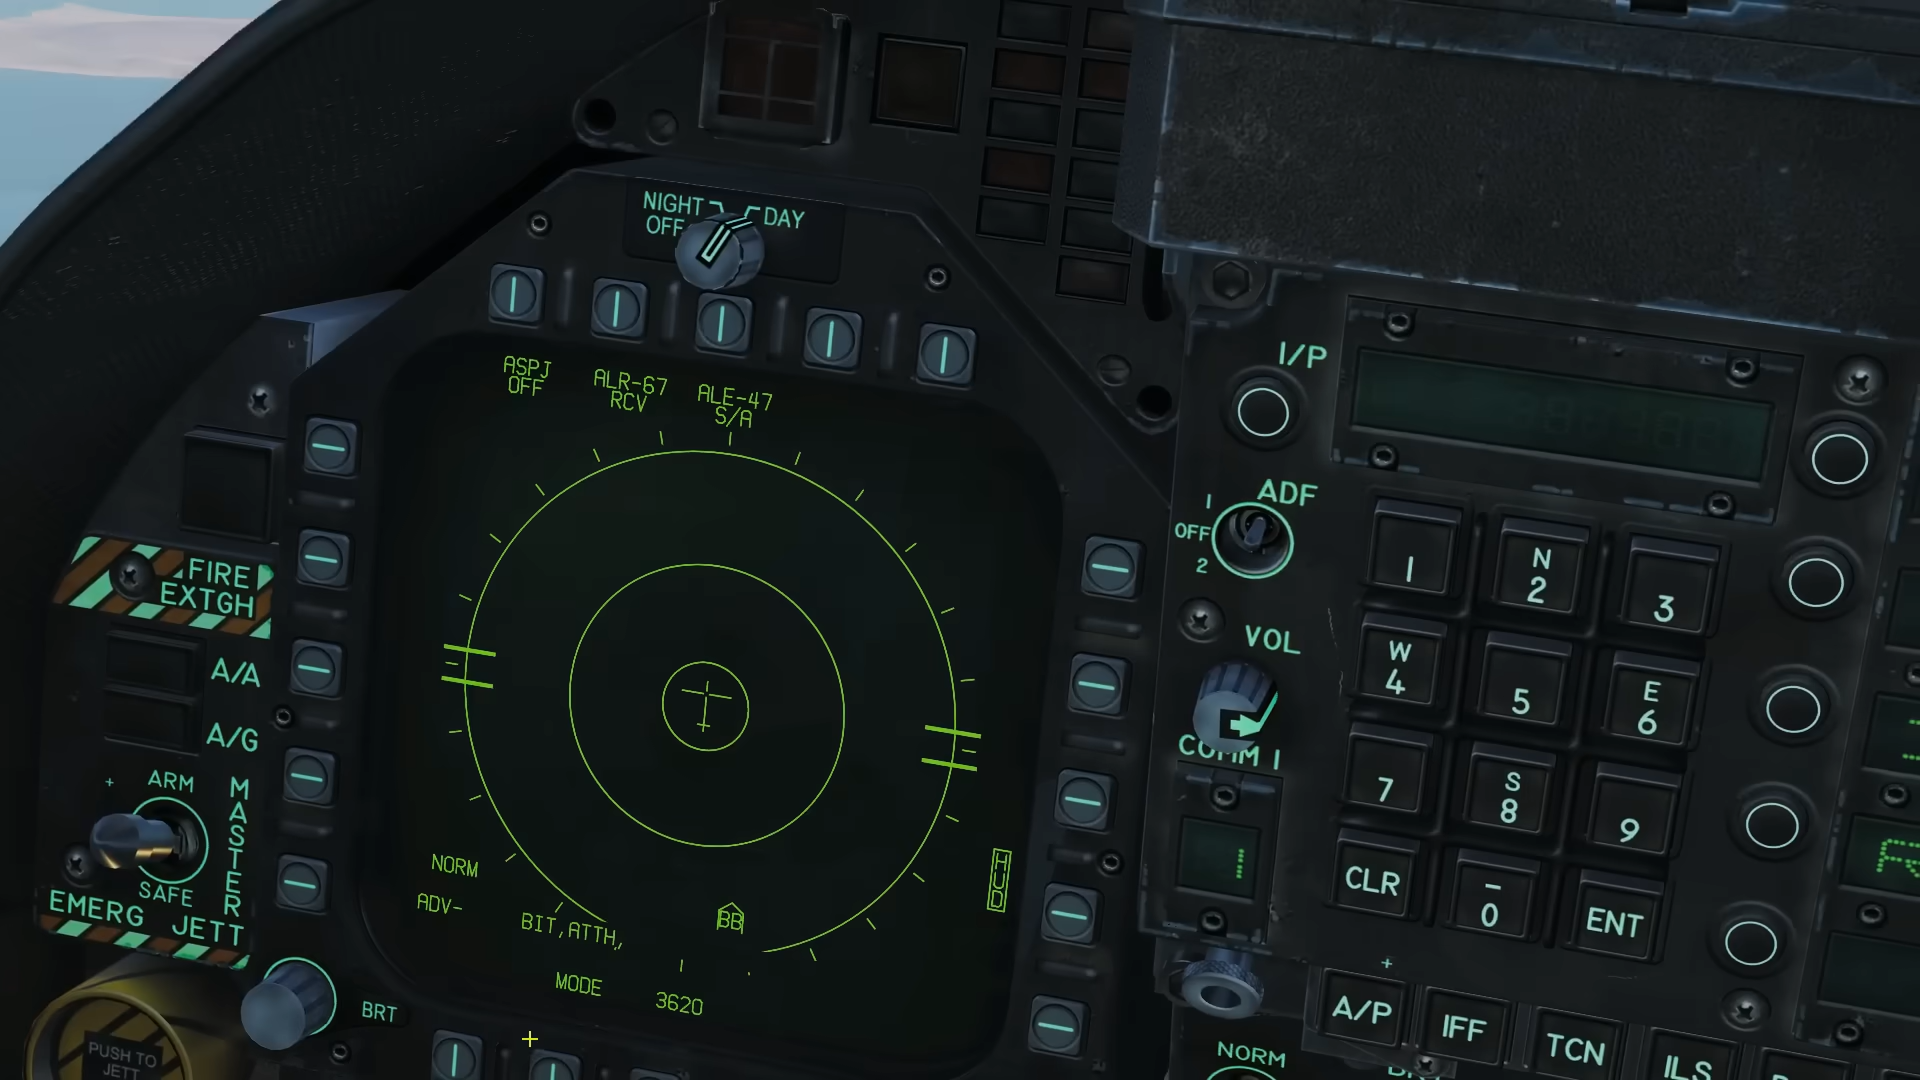 NIGHT DAY
OFF
ASPJ
OFF
ALR-67
RCV
ALE-47
S/A
I/P
ADF
1
OFF
2
VOL
COMM 1
1
FIRE
EXTGH
A/A
A/G
ARM
SAFE
MASTER
EMERG JETT
BRT
PUSH TO
JETT
NORM
ADV-
BIT,ATTH,
BB
HUD
MODE
3620
1
N
2
3
W
4
5
E
6
7
S
8
9
CLR
-
0
ENT
A/P
IFF
TCN
ILS
NORM